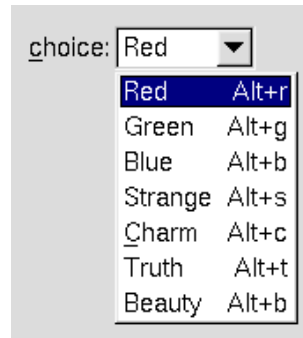 choice: Red
Red Alt+r
Green Alt+g
Blue Alt+b
Strange Alt+s
Charm Alt+c
Truth Alt+t
Beauty Alt+b